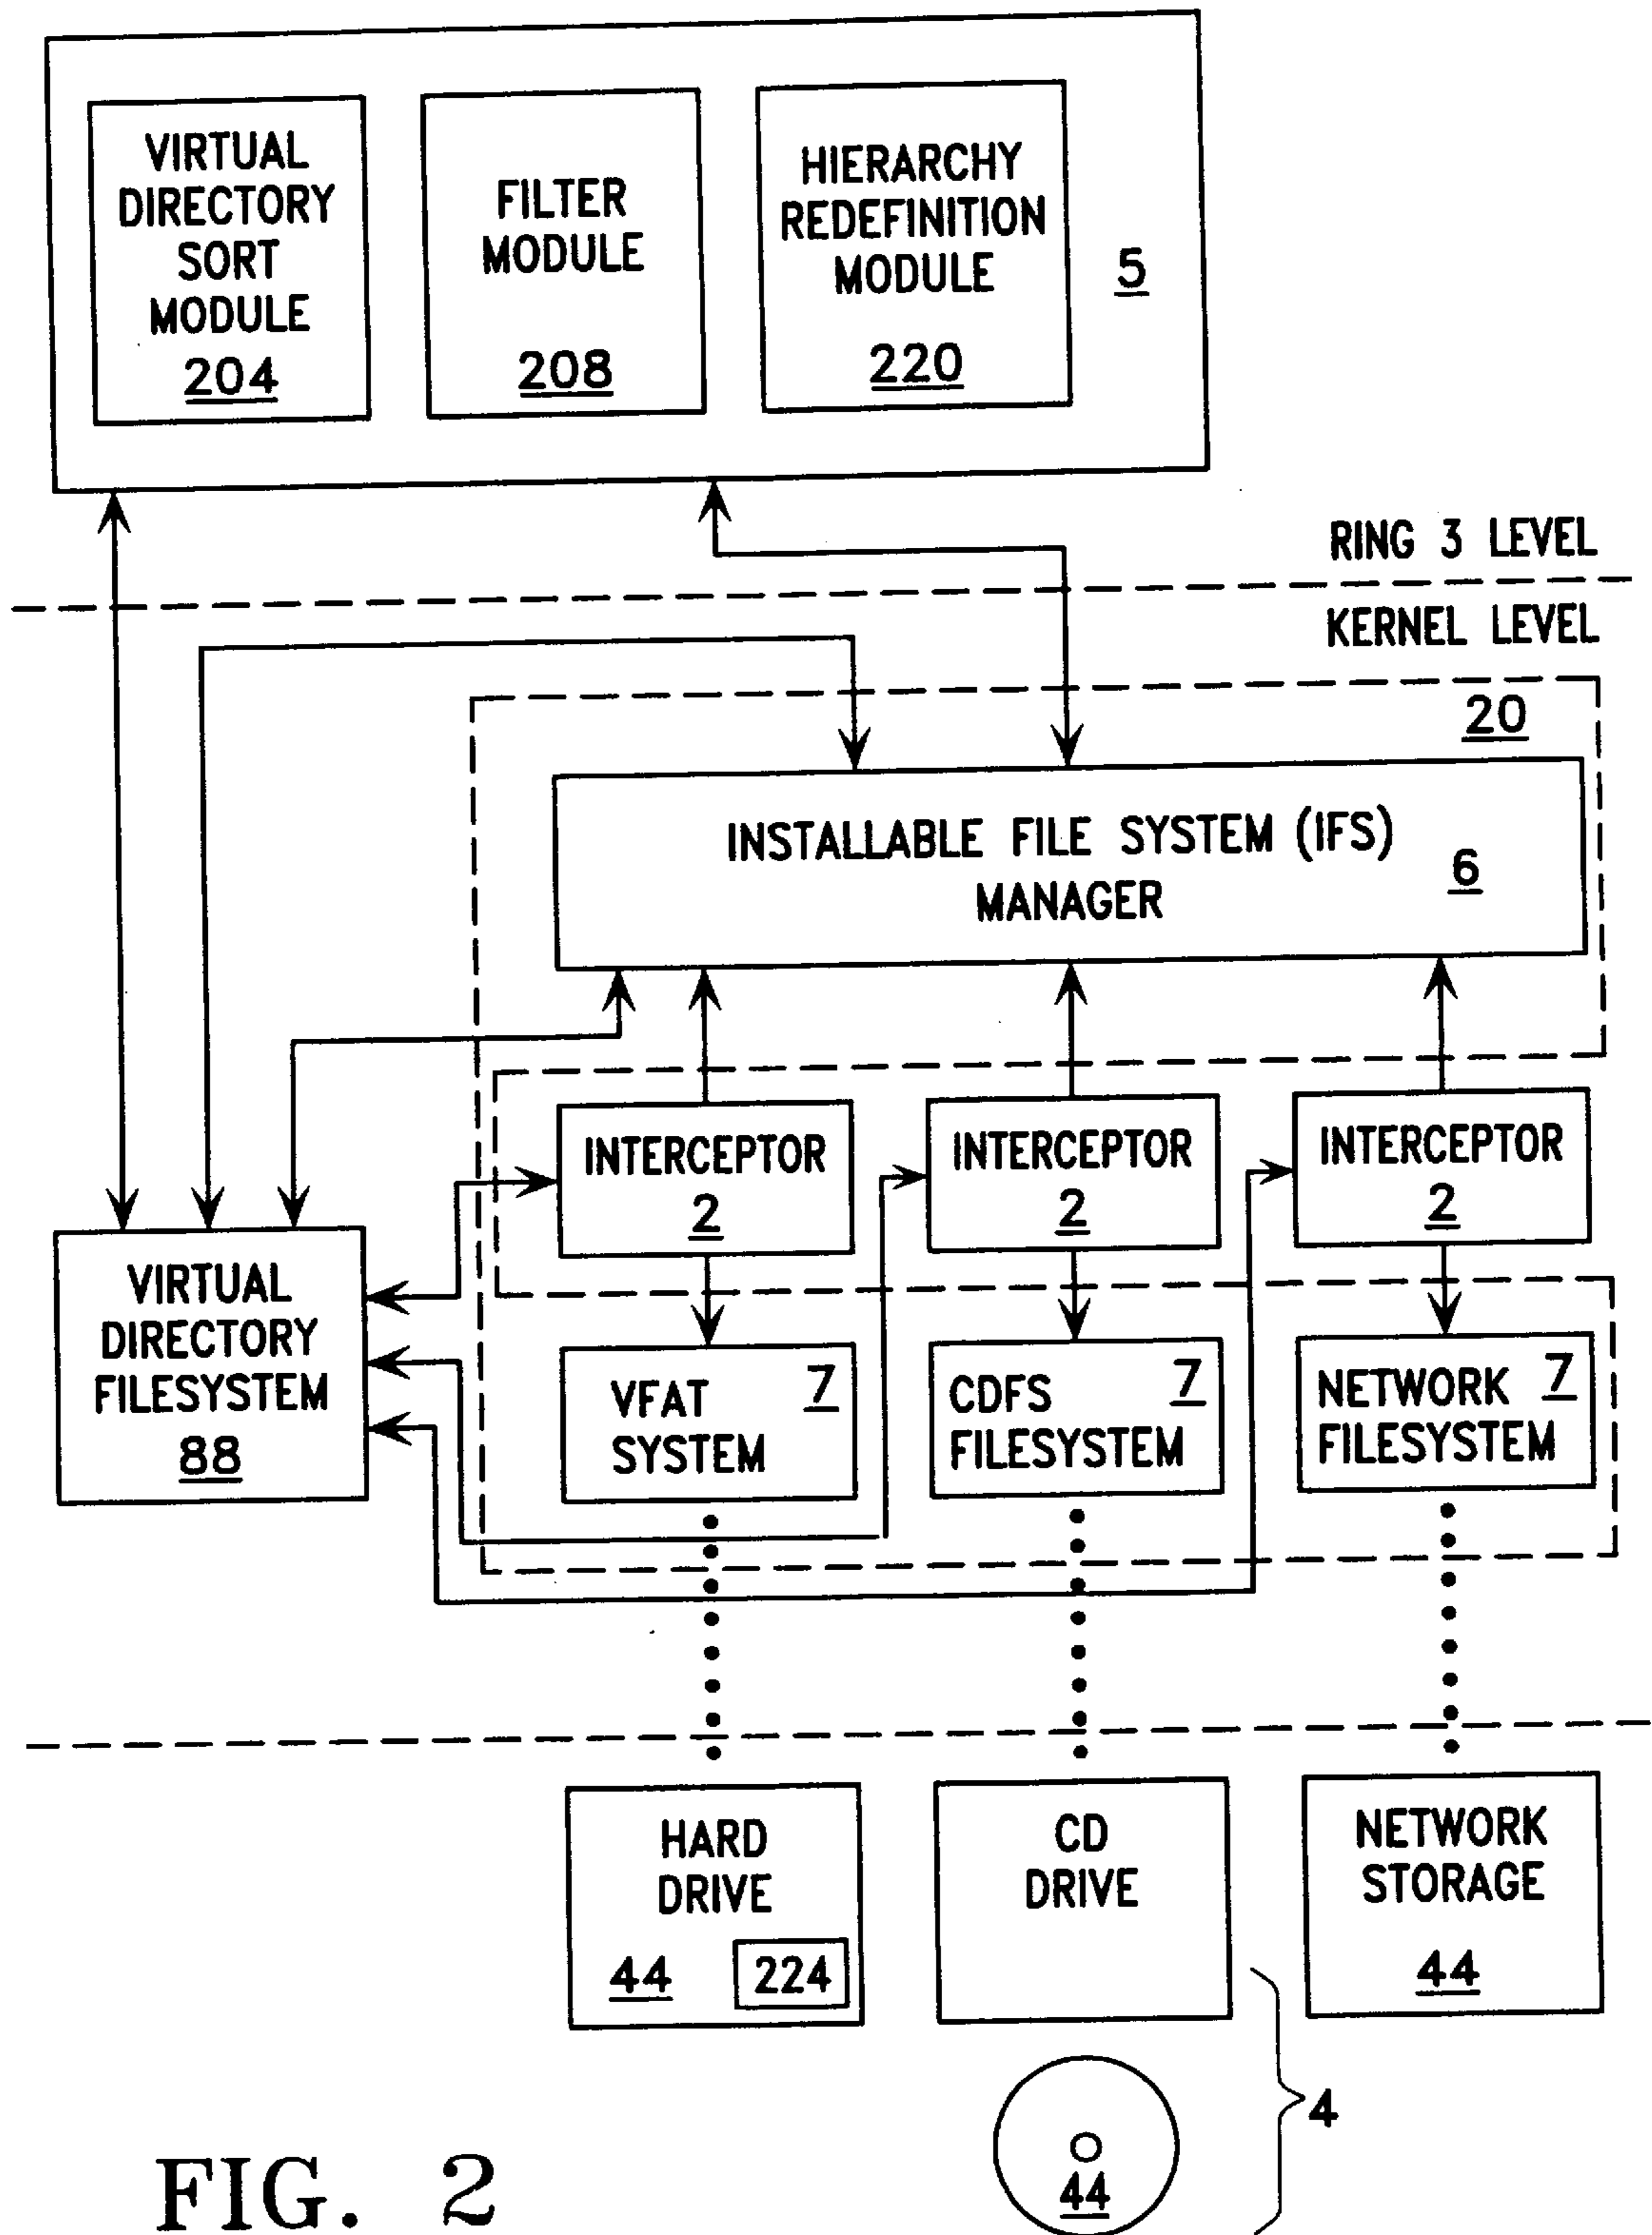 VIRTUAL
DIRECTORY
SORT
MODULE
204
FILTER
MODULE
208
HIERARCHY
REDEFINITION
MODULE
220
5
RING 3 LEVEL
KERNEL LEVEL
20
INSTALLABLE FILE SYSTEM (IFS)
MANAGER
6
INTERCEPTOR
2
INTERCEPTOR
2
INTERCEPTOR
2
VIRTUAL
DIRECTORY
FILESYSTEM
88
7
VFAT
SYSTEM
7
CDFS
FILESYSTEM
7
NETWORK
FILESYSTEM
HARD
DRIVE
44
224
CD
DRIVE
NETWORK
STORAGE
44
4
44
FIG. 2